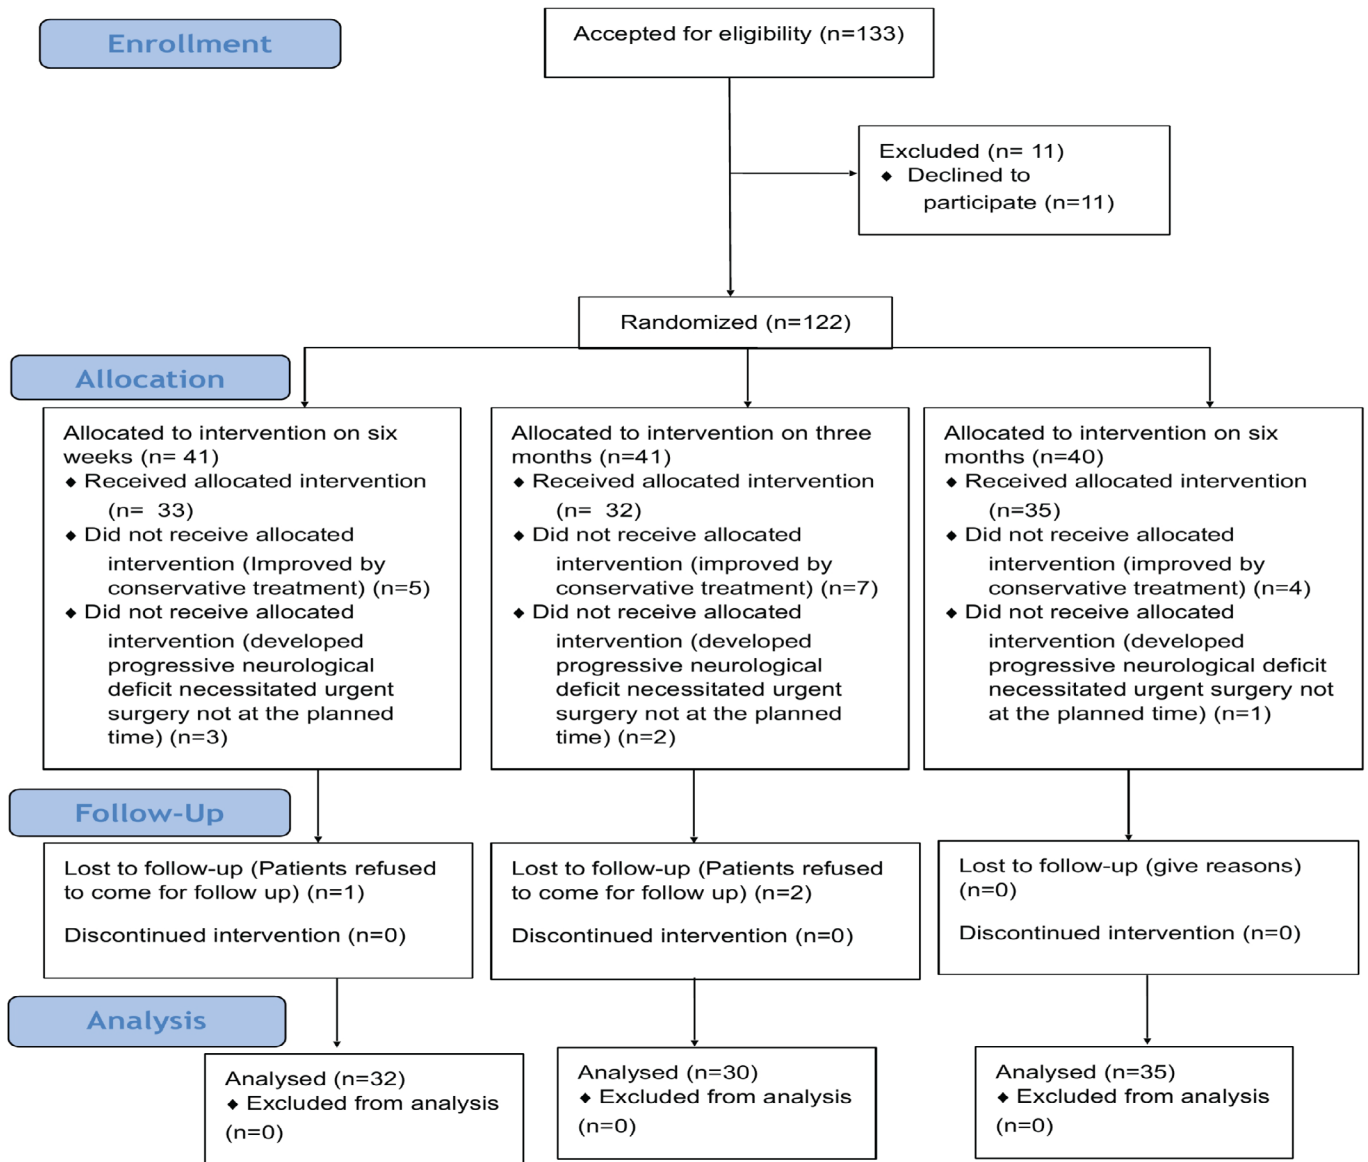 Enrollment
Accepted for eligibility (n=133)
Excluded (n= 11)
◆ Declined to
participate (n=11)
Randomized (n=122)
Allocation
Allocated to intervention on six
weeks (n= 41)
◆ Received allocated intervention
(n= 33)
◆ Did not receive allocated
intervention (Improved by
conservative treatment) (n=5)
◆ Did not receive allocated
intervention (developed
progressive neurological
deficit necessitated urgent
surgery not at the planned
time) (n=3)
Allocated to intervention on three
months (n=41)
◆ Received allocated intervention
(n= 32)
◆ Did not receive allocated
intervention (improved by
conservative treatment) (n=7)
◆ Did not receive allocated
intervention (developed
progressive neurological
deficit necessitated urgent
surgery not at the planned
time) (n=2)
Allocated to intervention on six
months (n=40)
◆ Received allocated intervention
(n=35)
◆ Did not receive allocated
intervention (improved by
conservative treatment) (n=4)
◆ Did not receive allocated
intervention (developed
progressive neurological deficit
necessitated urgent surgery not
at the planned time) (n=1)
Follow-Up
Lost to follow-up (Patients refused
to come for follow up) (n=1)
Discontinued intervention (n=0)
Lost to follow-up (Patients refused
to come for follow up) (n=2)
Discontinued intervention (n=0)
Lost to follow-up (give reasons)
(n=0)
Discontinued intervention (n=0)
Analysis
Analysed (n=32)
◆ Excluded from analysis
(n=0)
Analysed (n=30)
◆ Excluded from analysis
(n=0)
Analysed (n=35)
◆ Excluded from analysis
(n=0)